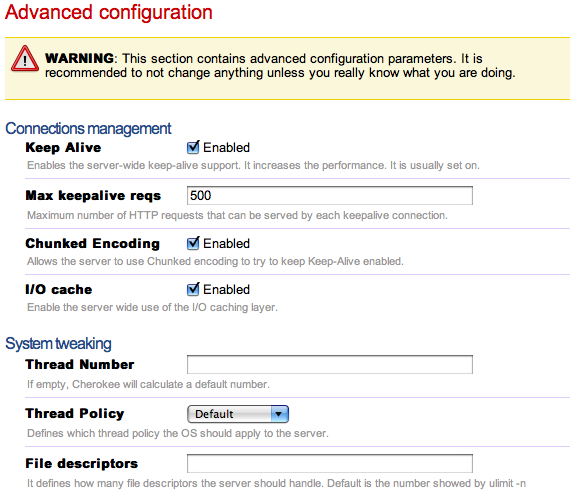 Advanced configuration
WARNING: This section contains advanced configuration parameters. It is
recommended to not change anything unless you really know what you are doing.
Connections management
Keep Alive Enabled
Enables the server-wide keep-alive support. It increases the performance. It is usually set on.
Max keepalive reqs 500
Maximum number of HTTP requests that can be served by each keepalive connection.
Chunked Encoding Enabled
Allows the server to use Chunked encoding to try to keep Keep-Alive enabled.
I/O cache Enabled
Enable the server wide use of the I/O caching layer.
System tweaking
Thread Number
If empty, Cherokee will calculate a default number.
Thread Policy Default
Defines which thread policy the OS should apply to the server.
File descriptors
It defines how many file descriptors the server should handle. Default is the number showed by ulimit -n